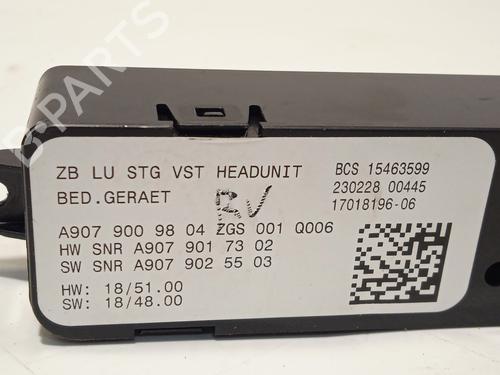 B-PARTS
ZB LU STG VST HEADUNIT
BED.GERAET
RV
A907 900 98 04 ZGS 001 Q006
HW SNR A907 901 73 02
SW SNR A907 902 55 03
HW: 18/51.00
SW: 18/48.00
BCS 15463599
230228 00445
17018196-06